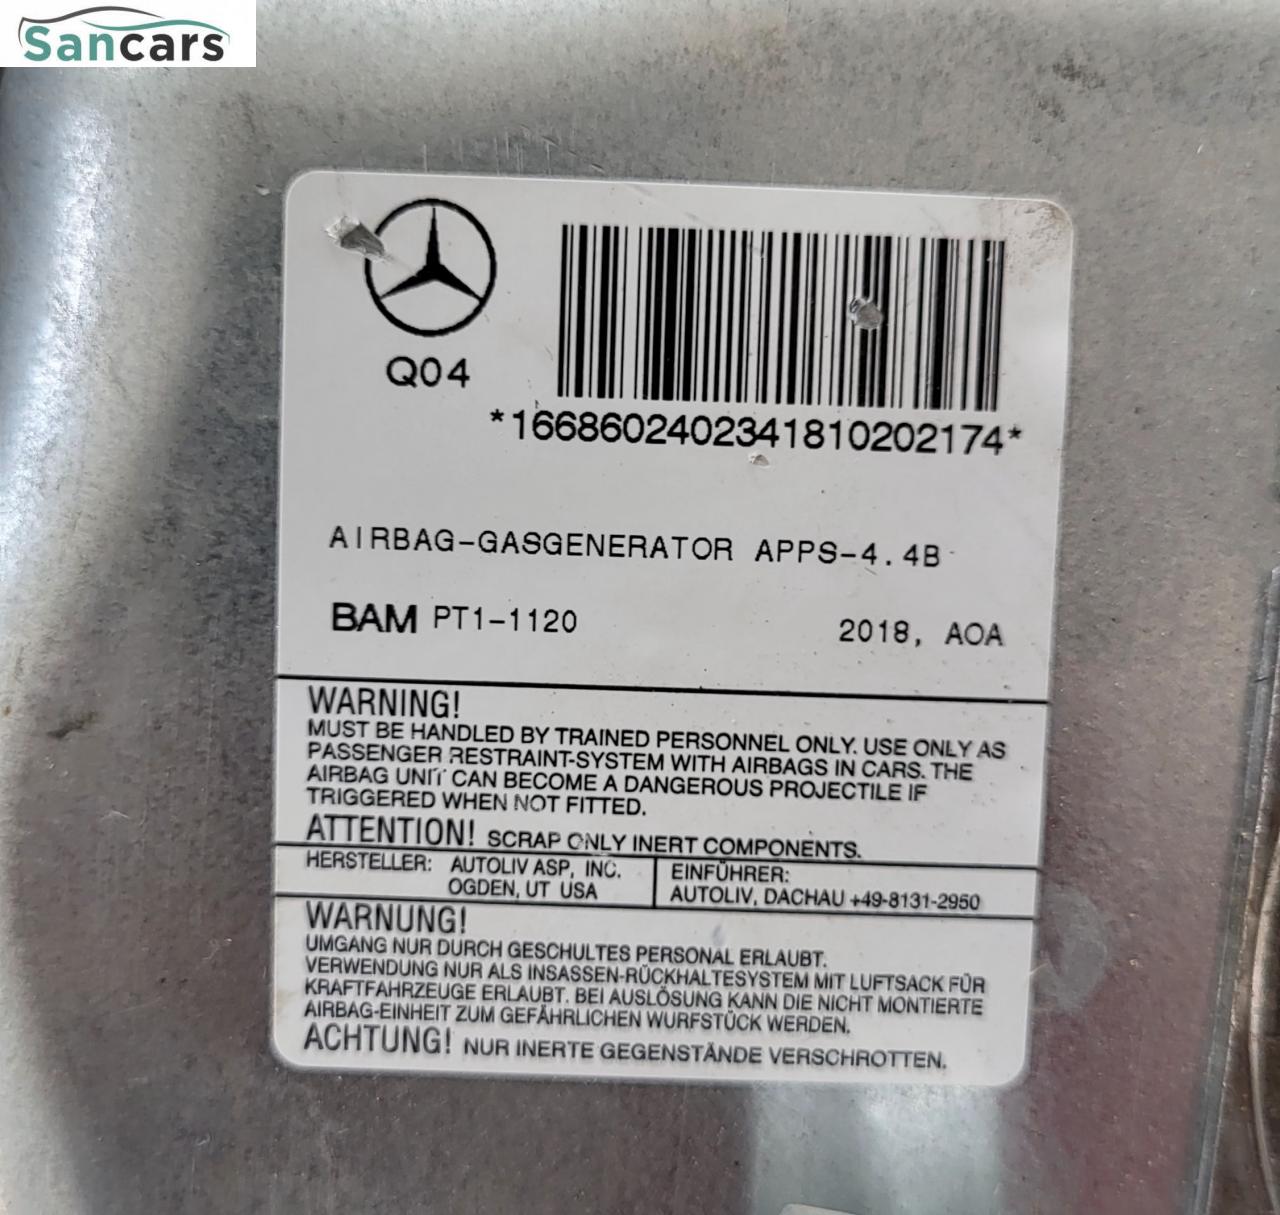 Sancars
Q04
*1668602402341810202174*
AIRBAG-GASGENERATOR APPS-4.4B
BAM PT1-1120
2018, AOA
WARNING!
MUST BE HANDLED BY TRAINED PERSONNEL ONLY. USE ONLY AS
PASSENGER RESTRAINT-SYSTEM WITH AIRBAGS IN CARS. THE
AIRBAG UNIT CAN BECOME A DANGEROUS PROJECTILE IF
TRIGGERED WHEN NOT FITTED.
ATTENTION! SCRAP ONLY INERT COMPONENTS.
HERSTELLER: AUTOLIV ASP, INC.
OGDEN, UT USA
EINFÜHRER:
AUTOLIV, DACHAU +49-8131-2950
WARNUNG!
UMGANG NUR DURCH GESCHULTES PERSONAL ERLAUBT.
VERWENDUNG NUR ALS INSASSEN-RÜCKHALTESYSTEM MIT LUFTSACK FÜR
KRAFTFAHRZEUGE ERLAUBT. BEI AUSLÖSUNG KANN DIE NICHT MONTIERTE
AIRBAG-EINHEIT ZUM GEFÄHRLICHEN WURFSTÜCK WERDEN.
ACHTUNG! NUR INERTE GEGENSTÄNDE VERSCHROTTEN.